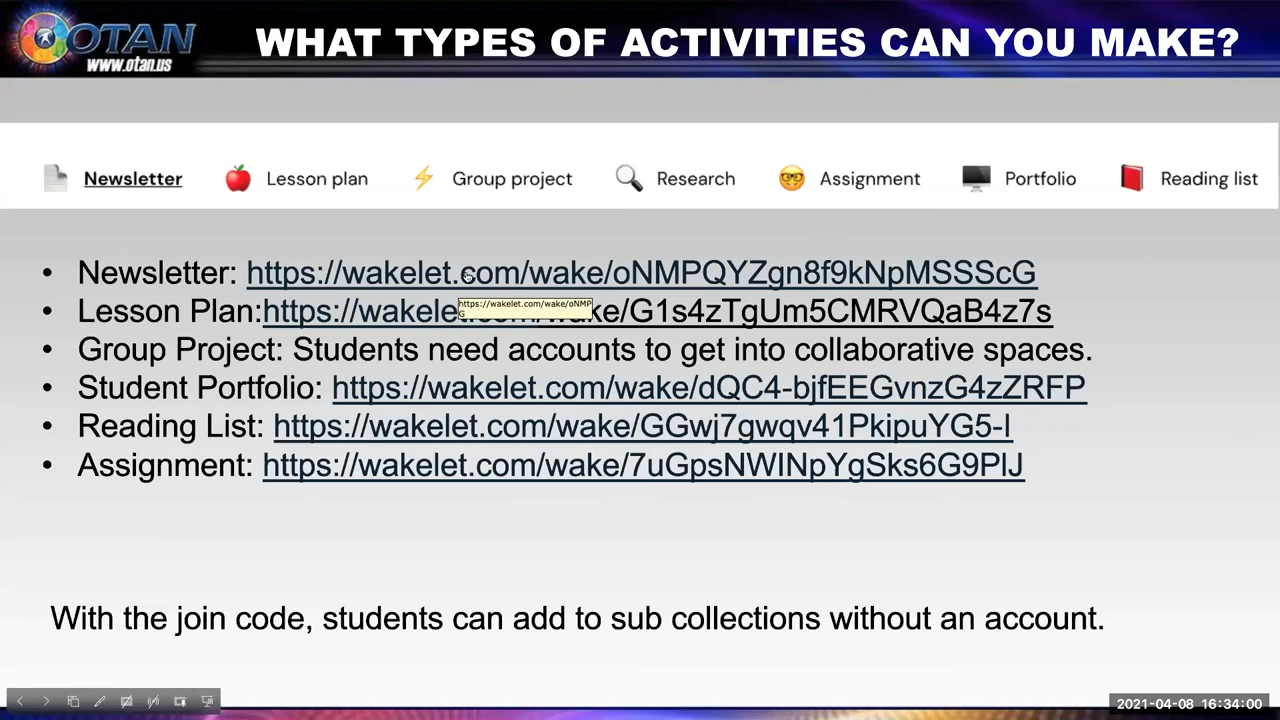 OTAN
www.otan.us
WHAT TYPES OF ACTIVITIES CAN YOU MAKE?
Newsletter Lesson plan Group project Research Assignment Portfolio Reading list
• Newsletter: https://wakelet.com/wake/oNMPQYZgn8f9kNpMSSScG
https://wakelet.com/wake/oNMP
G
• Lesson Plan:https://wakele ke/G1s4zTgUm5CMRVQaB4z7s
• Group Project: Students need accounts to get into collaborative spaces.
• Student Portfolio: https://wakelet.com/wake/dQC4-bjfEEGvnzG4zZRFP
• Reading List: https://wakelet.com/wake/GGwj7gwqv41PkipuYG5-I
• Assignment: https://wakelet.com/wake/7uGpsNWlNpYgSks6G9PlJ
With the join code, students can add to sub collections without an account.
2021-04-08 16:34:00